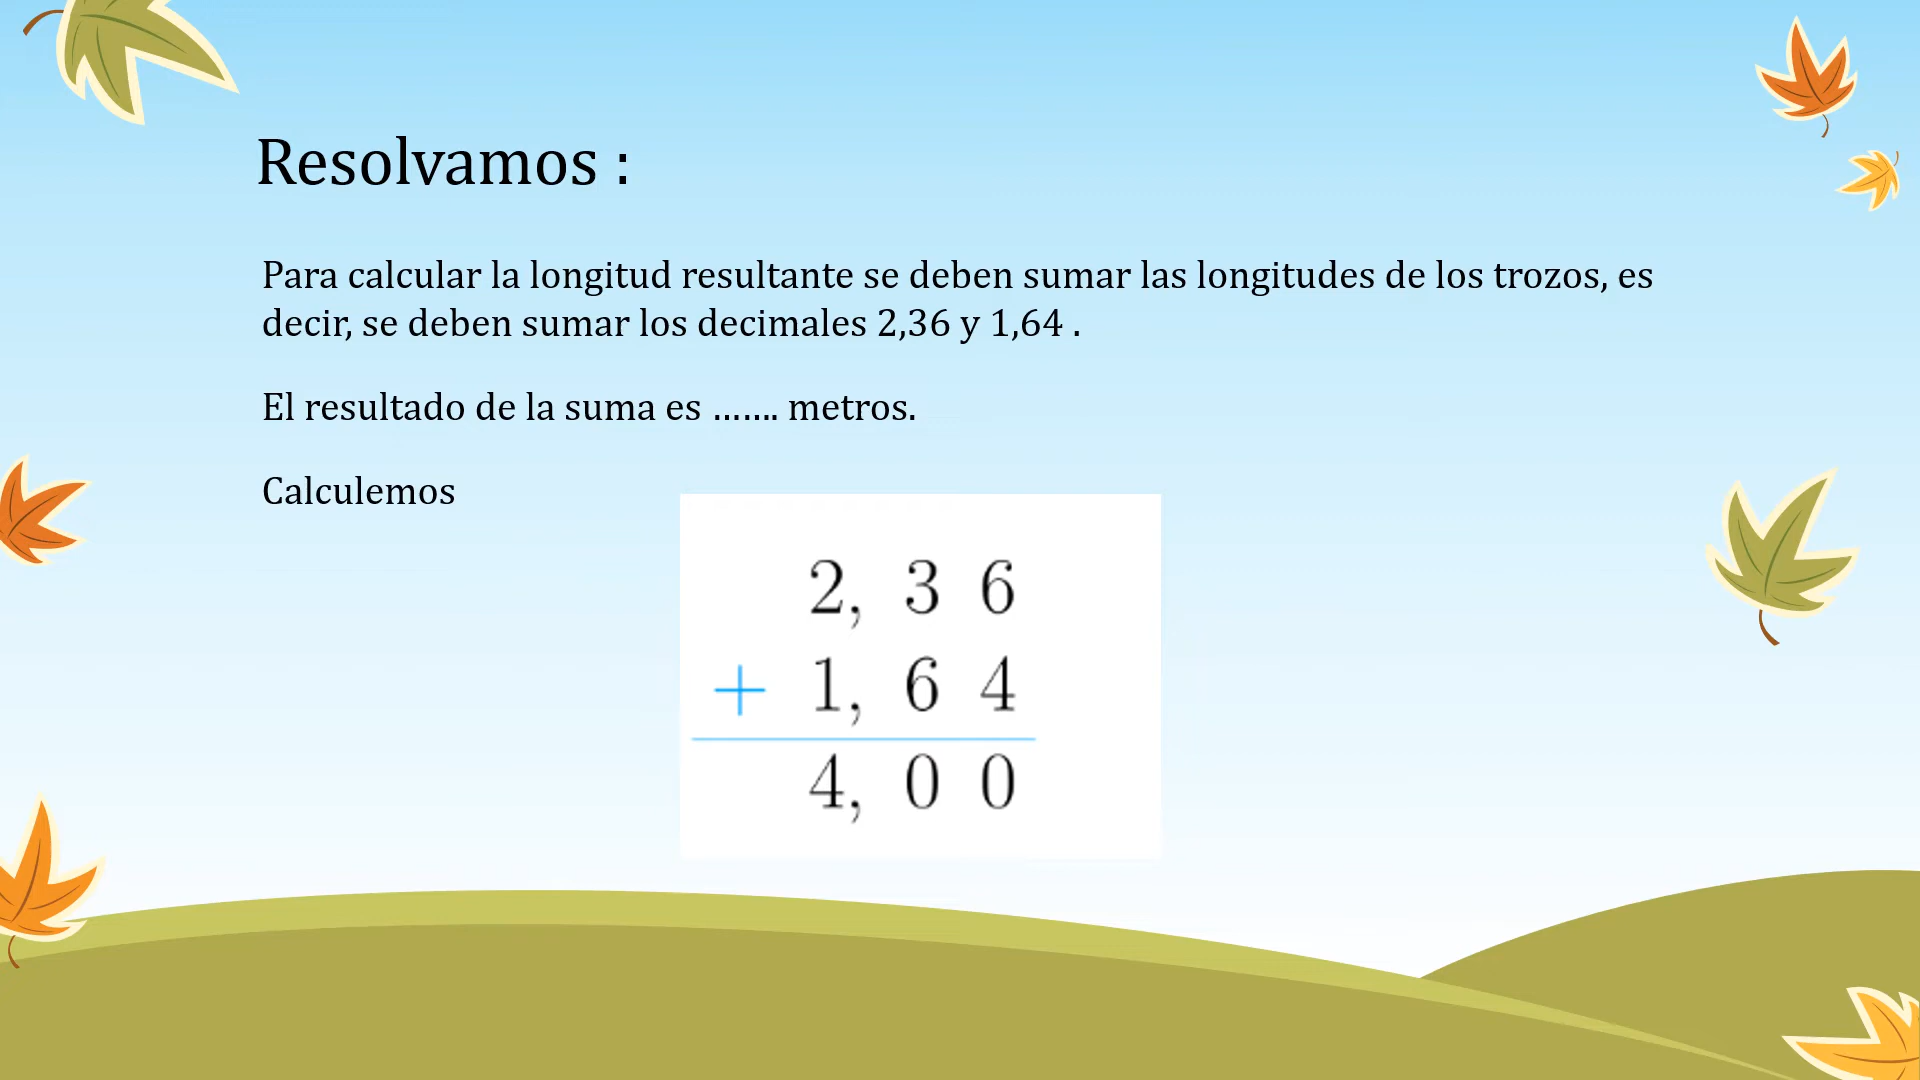 Resolvamos :
Para calcular la longitud resultante se deben sumar las longitudes de los trozos, es
decir, se deben sumar los decimales 2,36 y 1,64 .
El resultado de la suma es ....... metros.
Calculemos
2, 3 6
+ 1, 6 4
4, 0 0